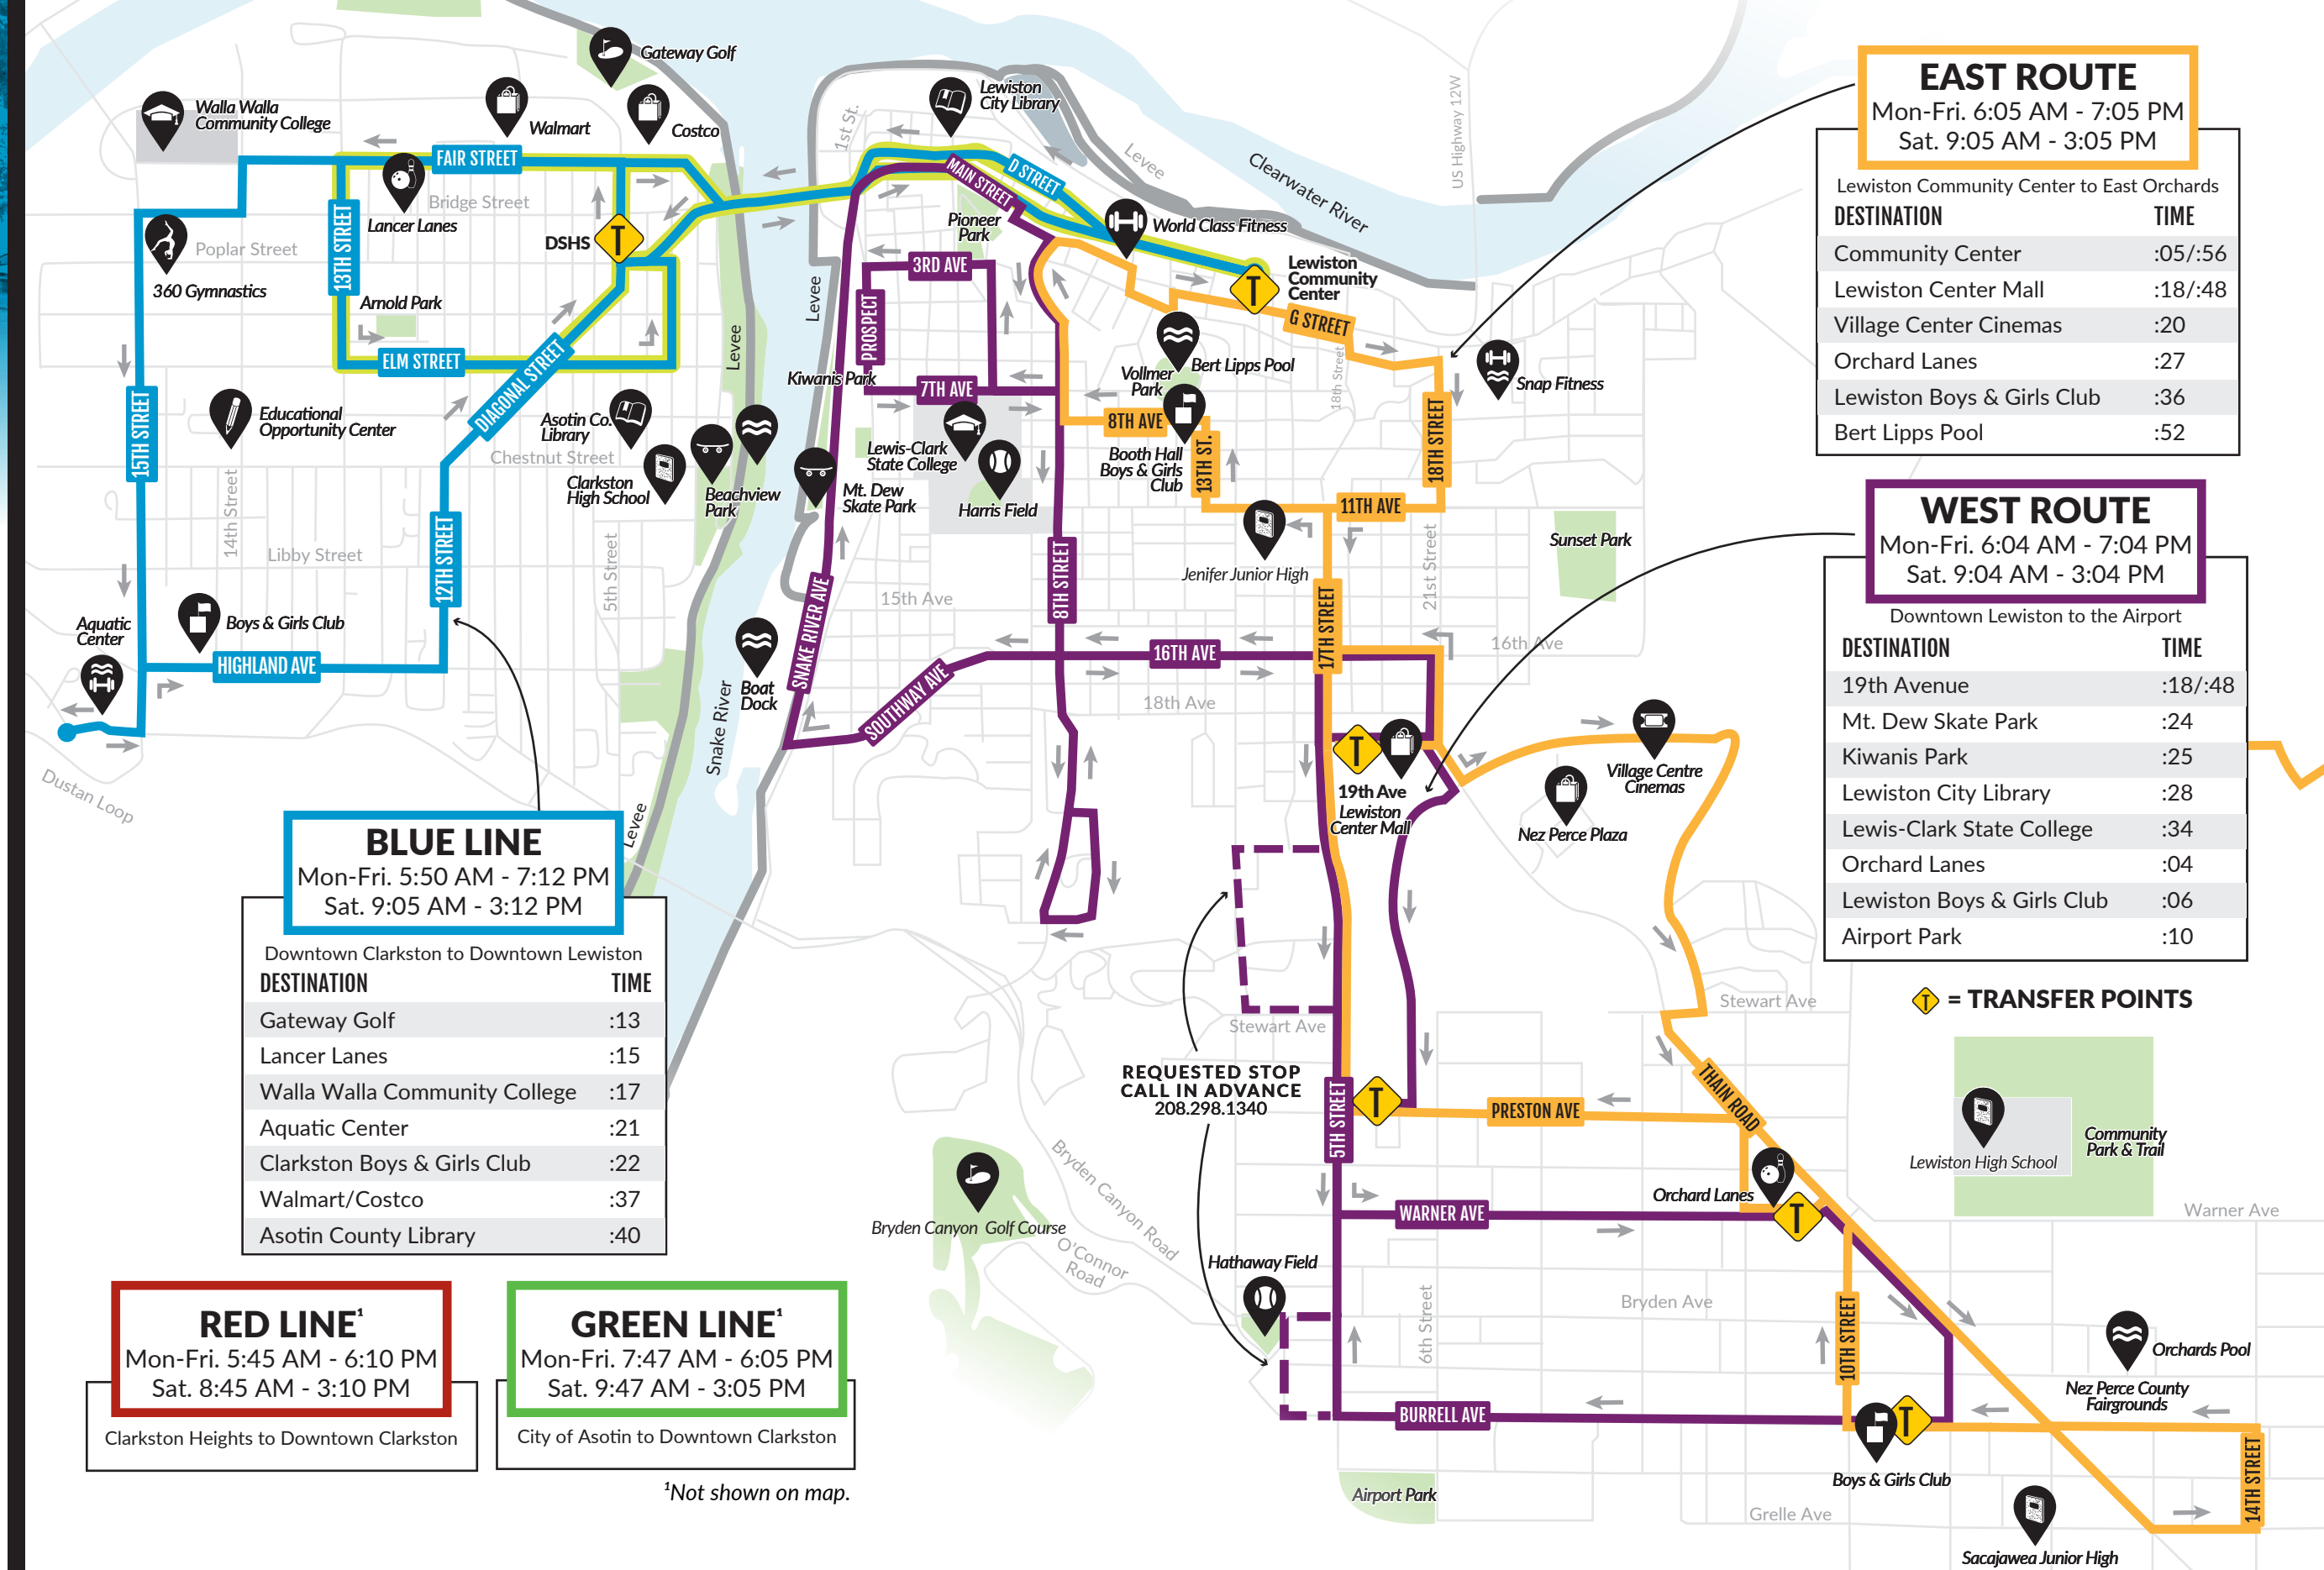 Gateway Golf
Walla Walla
Community College
Walmart
Costco
Lewiston
City Library
1st St.
Levee
Clearwater River
US Highway 12W
FAIR STREET
Bridge Street
Lancer Lanes
13TH STREET
DSHS
T
MAIN STREET
D STREET
Pioneer
Park
World Class Fitness
Poplar Street
360 Gymnastics
Arnold Park
ELM STREET
DIAGONAL STREET
Levee
Levee
3RD AVE
PROSPECT
Kiwanis Park
7TH AVE
Lewiston
Community
Center
T
G STREET
Bert Lipps Pool
Vollmer
Park
18th Street
Snap Fitness
15TH STREET
Educational
Opportunity Center
Asotin Co.
Library
Chestnut Street
Clarkston
High School
Beachview
Park
Mt. Dew
Skate Park
Lewis-Clark
State College
Harris Field
8TH AVE
Booth Hall
Boys & Girls
Club
13TH ST.
18TH STREET
11TH AVE
Jenifer Junior High
Sunset Park
14th Street
Libby Street
12TH STREET
5th Street
8TH STREET
15th Ave
17TH STREET
21st Street
Aquatic
Center
Boys & Girls Club
HIGHLAND AVE
SNAKE RIVER AVE
Boat
Dock
SOUTHWAY AVE
16TH AVE
16th Ave
18th Ave
Snake River
Dustan Loop
Levee
T
19th Ave
Lewiston
Center Mall
Village Centre
Cinemas
Nez Perce Plaza
Stewart Ave
Stewart Ave
REQUESTED STOP
CALL IN ADVANCE
208.298.1340
5TH STREET
T
PRESTON AVE
THAIN ROAD
Orchard Lanes
T
WARNER AVE
Warner Ave
Lewiston High School
Community
Park & Trail
Bryden Canyon Golf Course
Bryden Canyon Road
O'Connor
Road
Hathaway Field
6th Street
Bryden Ave
10TH STREET
Orchards Pool
Nez Perce County
Fairgrounds
BURRELL AVE
T
Boys & Girls Club
14TH STREET
Airport Park
Grelle Ave
Sacajawea Junior High
EAST ROUTE
Mon-Fri. 6:05 AM - 7:05 PM
Sat. 9:05 AM - 3:05 PM
Lewiston Community Center to East Orchards
DESTINATION TIME
Community Center :05/:56
Lewiston Center Mall :18/:48
Village Center Cinemas :20
Orchard Lanes :27
Lewiston Boys & Girls Club :36
Bert Lipps Pool :52
WEST ROUTE
Mon-Fri. 6:04 AM - 7:04 PM
Sat. 9:04 AM - 3:04 PM
Downtown Lewiston to the Airport
DESTINATION TIME
19th Avenue :18/:48
Mt. Dew Skate Park :24
Kiwanis Park :25
Lewiston City Library :28
Lewis-Clark State College :34
Orchard Lanes :04
Lewiston Boys & Girls Club :06
Airport Park :10
T = TRANSFER POINTS
BLUE LINE
Mon-Fri. 5:50 AM - 7:12 PM
Sat. 9:05 AM - 3:12 PM
Downtown Clarkston to Downtown Lewiston
DESTINATION TIME
Gateway Golf :13
Lancer Lanes :15
Walla Walla Community College :17
Aquatic Center :21
Clarkston Boys & Girls Club :22
Walmart/Costco :37
Asotin County Library :40
RED LINE¹
Mon-Fri. 5:45 AM - 6:10 PM
Sat. 8:45 AM - 3:10 PM
Clarkston Heights to Downtown Clarkston
GREEN LINE¹
Mon-Fri. 7:47 AM - 6:05 PM
Sat. 9:47 AM - 3:05 PM
City of Asotin to Downtown Clarkston
¹Not shown on map.